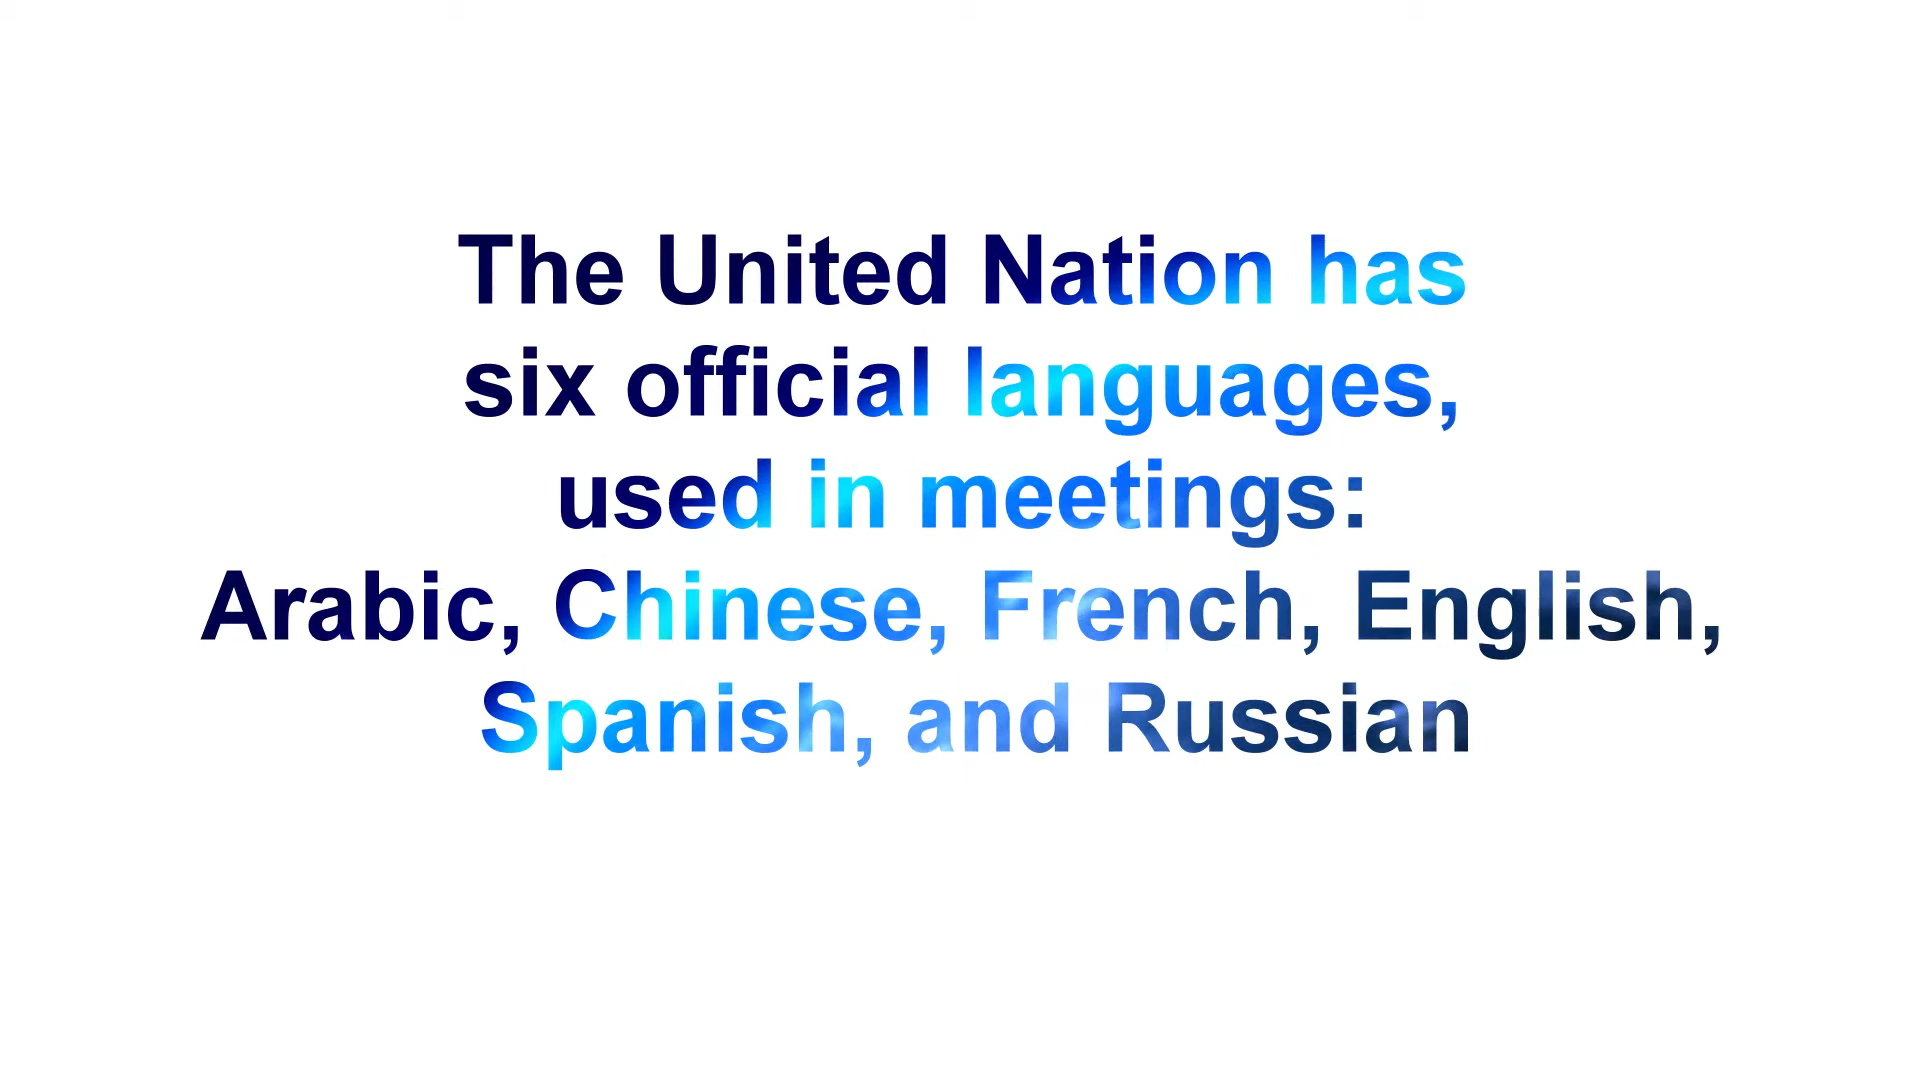 The United Nation has
six official languages,
used in meetings:
Arabic, Chinese, French, English,
Spanish, and Russian